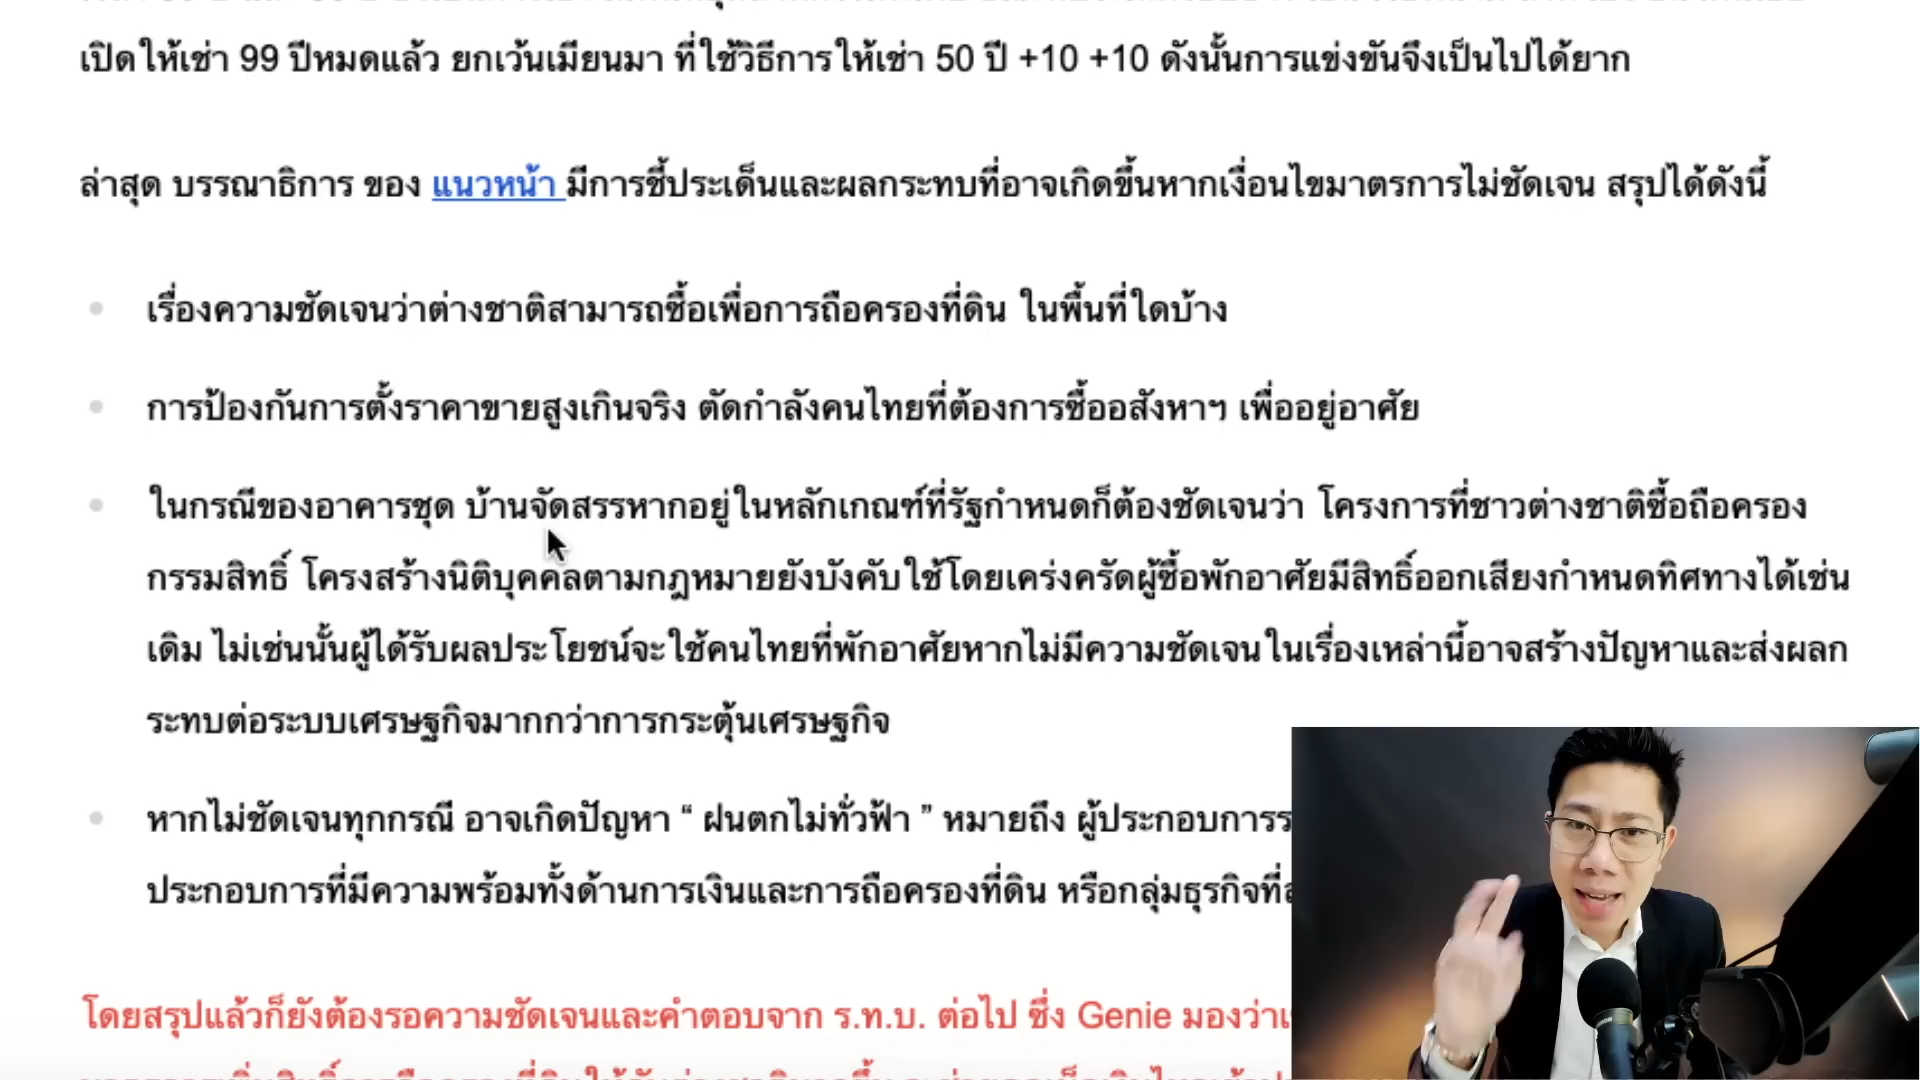 เปิดให้เช่า 99 ปีหมดแล้ว ยกเว้นเมียนมา ที่ใช้วิธีการให้เช่า 50 ปี +10 +10 ดังนั้นการแข่งขันจึงเป็นไปได้ยาก
ล่าสุด บรรณาธิการ ของ แนวหน้า มีการชี้ประเด็นและผลกระทบที่อาจเกิดขึ้นหากเงื่อนไขมาตรการไม่ชัดเจน สรุปได้ดังนี้
เรื่องความชัดเจนว่าต่างชาติสามารถซื้อเพื่อการถือครองที่ดิน ในพื้นที่ใดบ้าง
การป้องกันการตั้งราคาขายสูงเกินจริง ตัดกำลังคนไทยที่ต้องการซื้ออสังหาฯ เพื่ออยู่อาศัย
ในกรณีของอาคารชุด บ้านจัดสรรหากอยู่ในหลักเกณฑ์ที่รัฐกำหนดก็ต้องชัดเจนว่า โครงการที่ชาวต่างชาติซื้อถือครอง
กรรมสิทธิ์ โครงสร้างนิติบุคคลตามกฎหมายยังบังคับใช้โดยเคร่งครัดผู้ซื้อพักอาศัยมีสิทธิ์ออกเสียงกำหนดทิศทางได้เช่น
เดิม ไม่เช่นนั้นผู้ได้รับผลประโยชน์จะใช้คนไทยที่พักอาศัยหากไม่มีความชัดเจนในเรื่องเหล่านี้อาจสร้างปัญหาและส่งผลก
ระทบต่อระบบเศรษฐกิจมากกว่าการกระตุ้นเศรษฐกิจ
หากไม่ชัดเจนทุกกรณี อาจเกิดปัญหา “ ฝนตกไม่ทั่วฟ้า ” หมายถึง ผู้ประกอบการ
ประกอบการที่มีความพร้อมทั้งด้านการเงินและการถือครองที่ดิน หรือกลุ่มธุรกิจที่
โดยสรุปแล้วก็ยังต้องรอความชัดเจนและคำตอบจาก ร.ท.บ. ต่อไป ซึ่ง Genie มองว่า